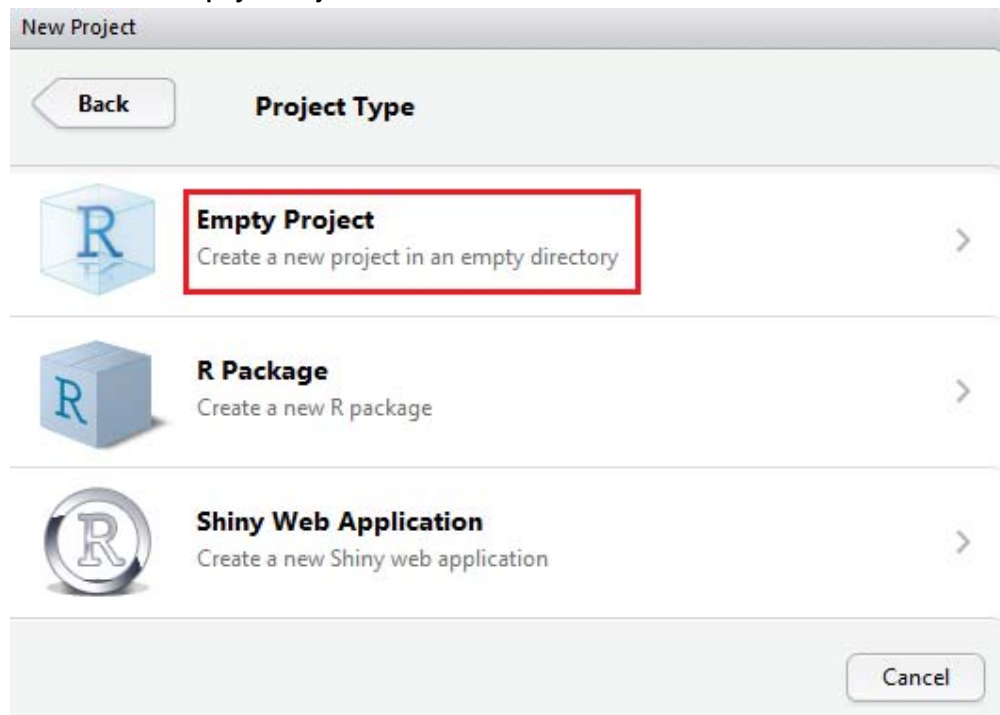 New Project
Back
Project Type
R
Empty Project
Create a new project in an empty directory
R
R Package
Create a new R package
R
Shiny Web Application
Create a new Shiny web application
Cancel